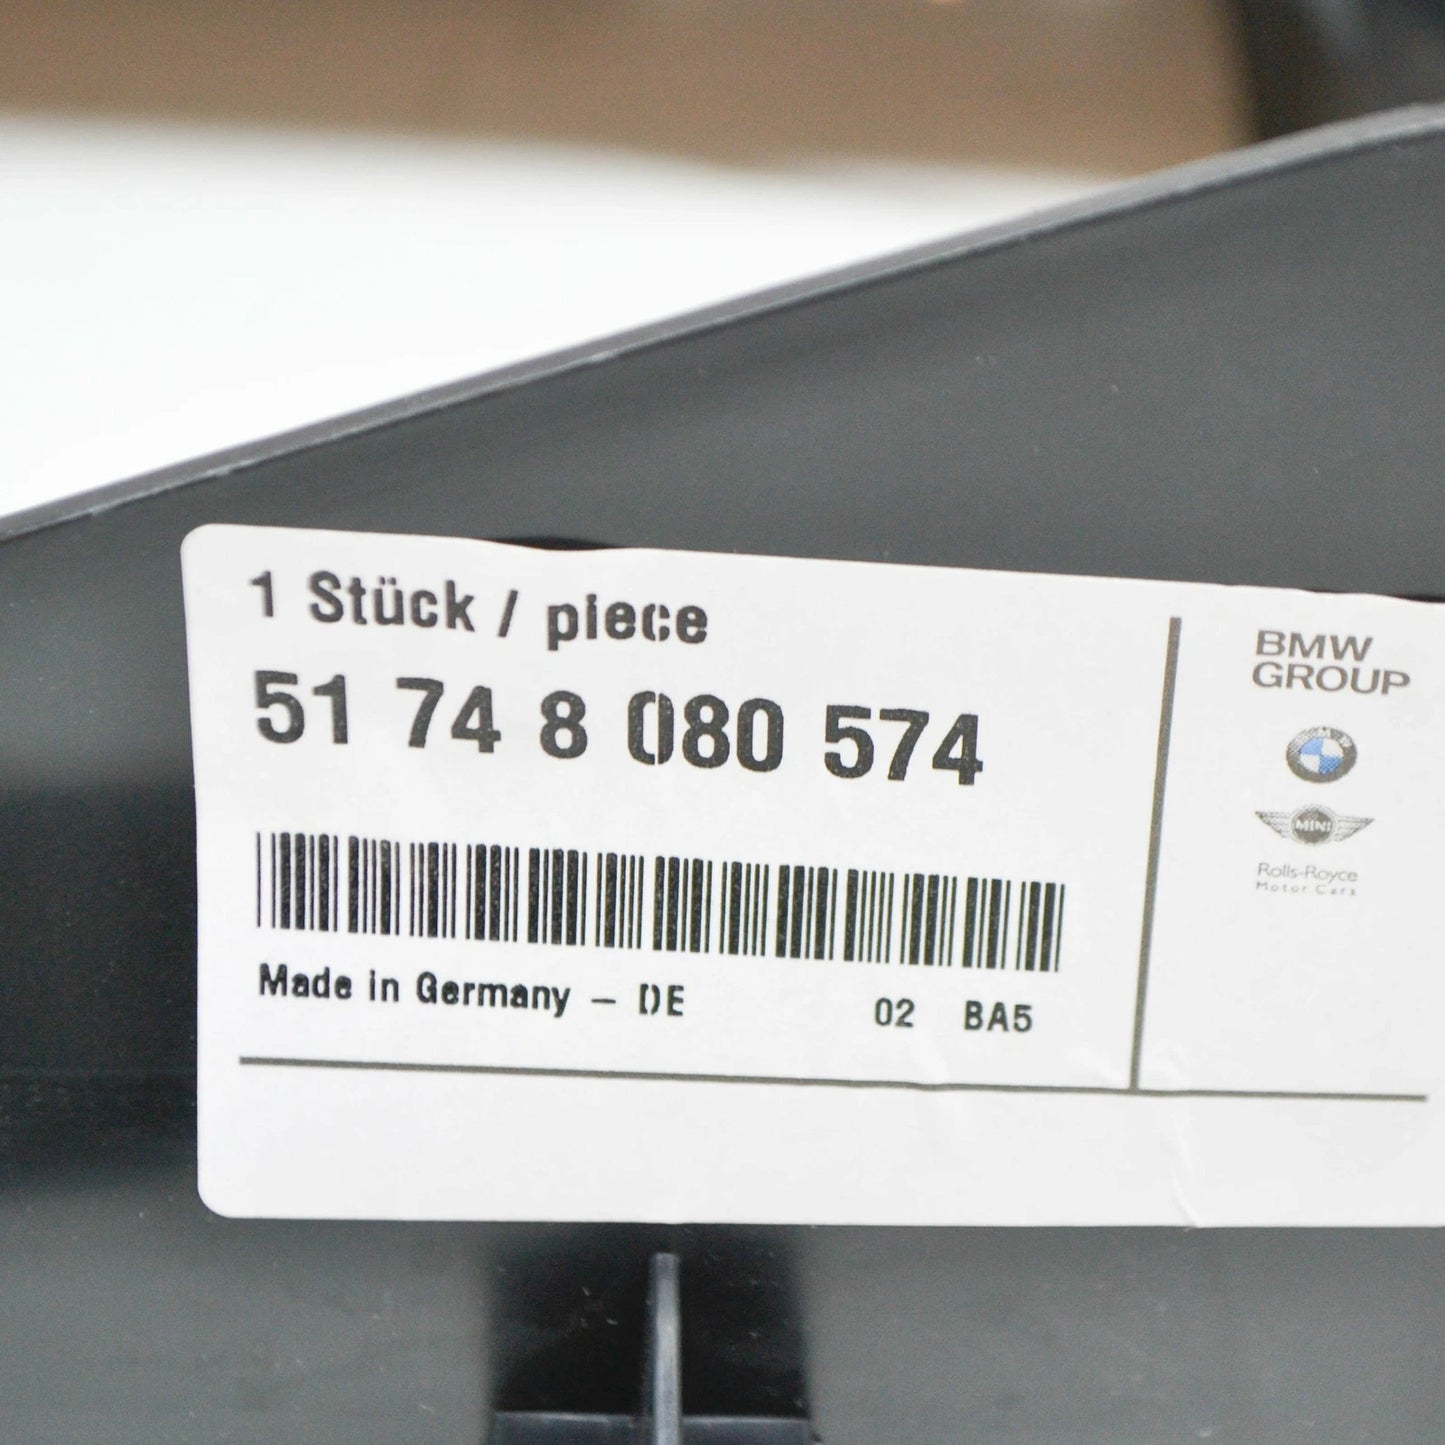 1 Stück / piece
51 74 8 080 574
Made in Germany – DE 02 BA5
BMW
GROUP
BMW
MINI
Rolls-Royce
Motor Cars